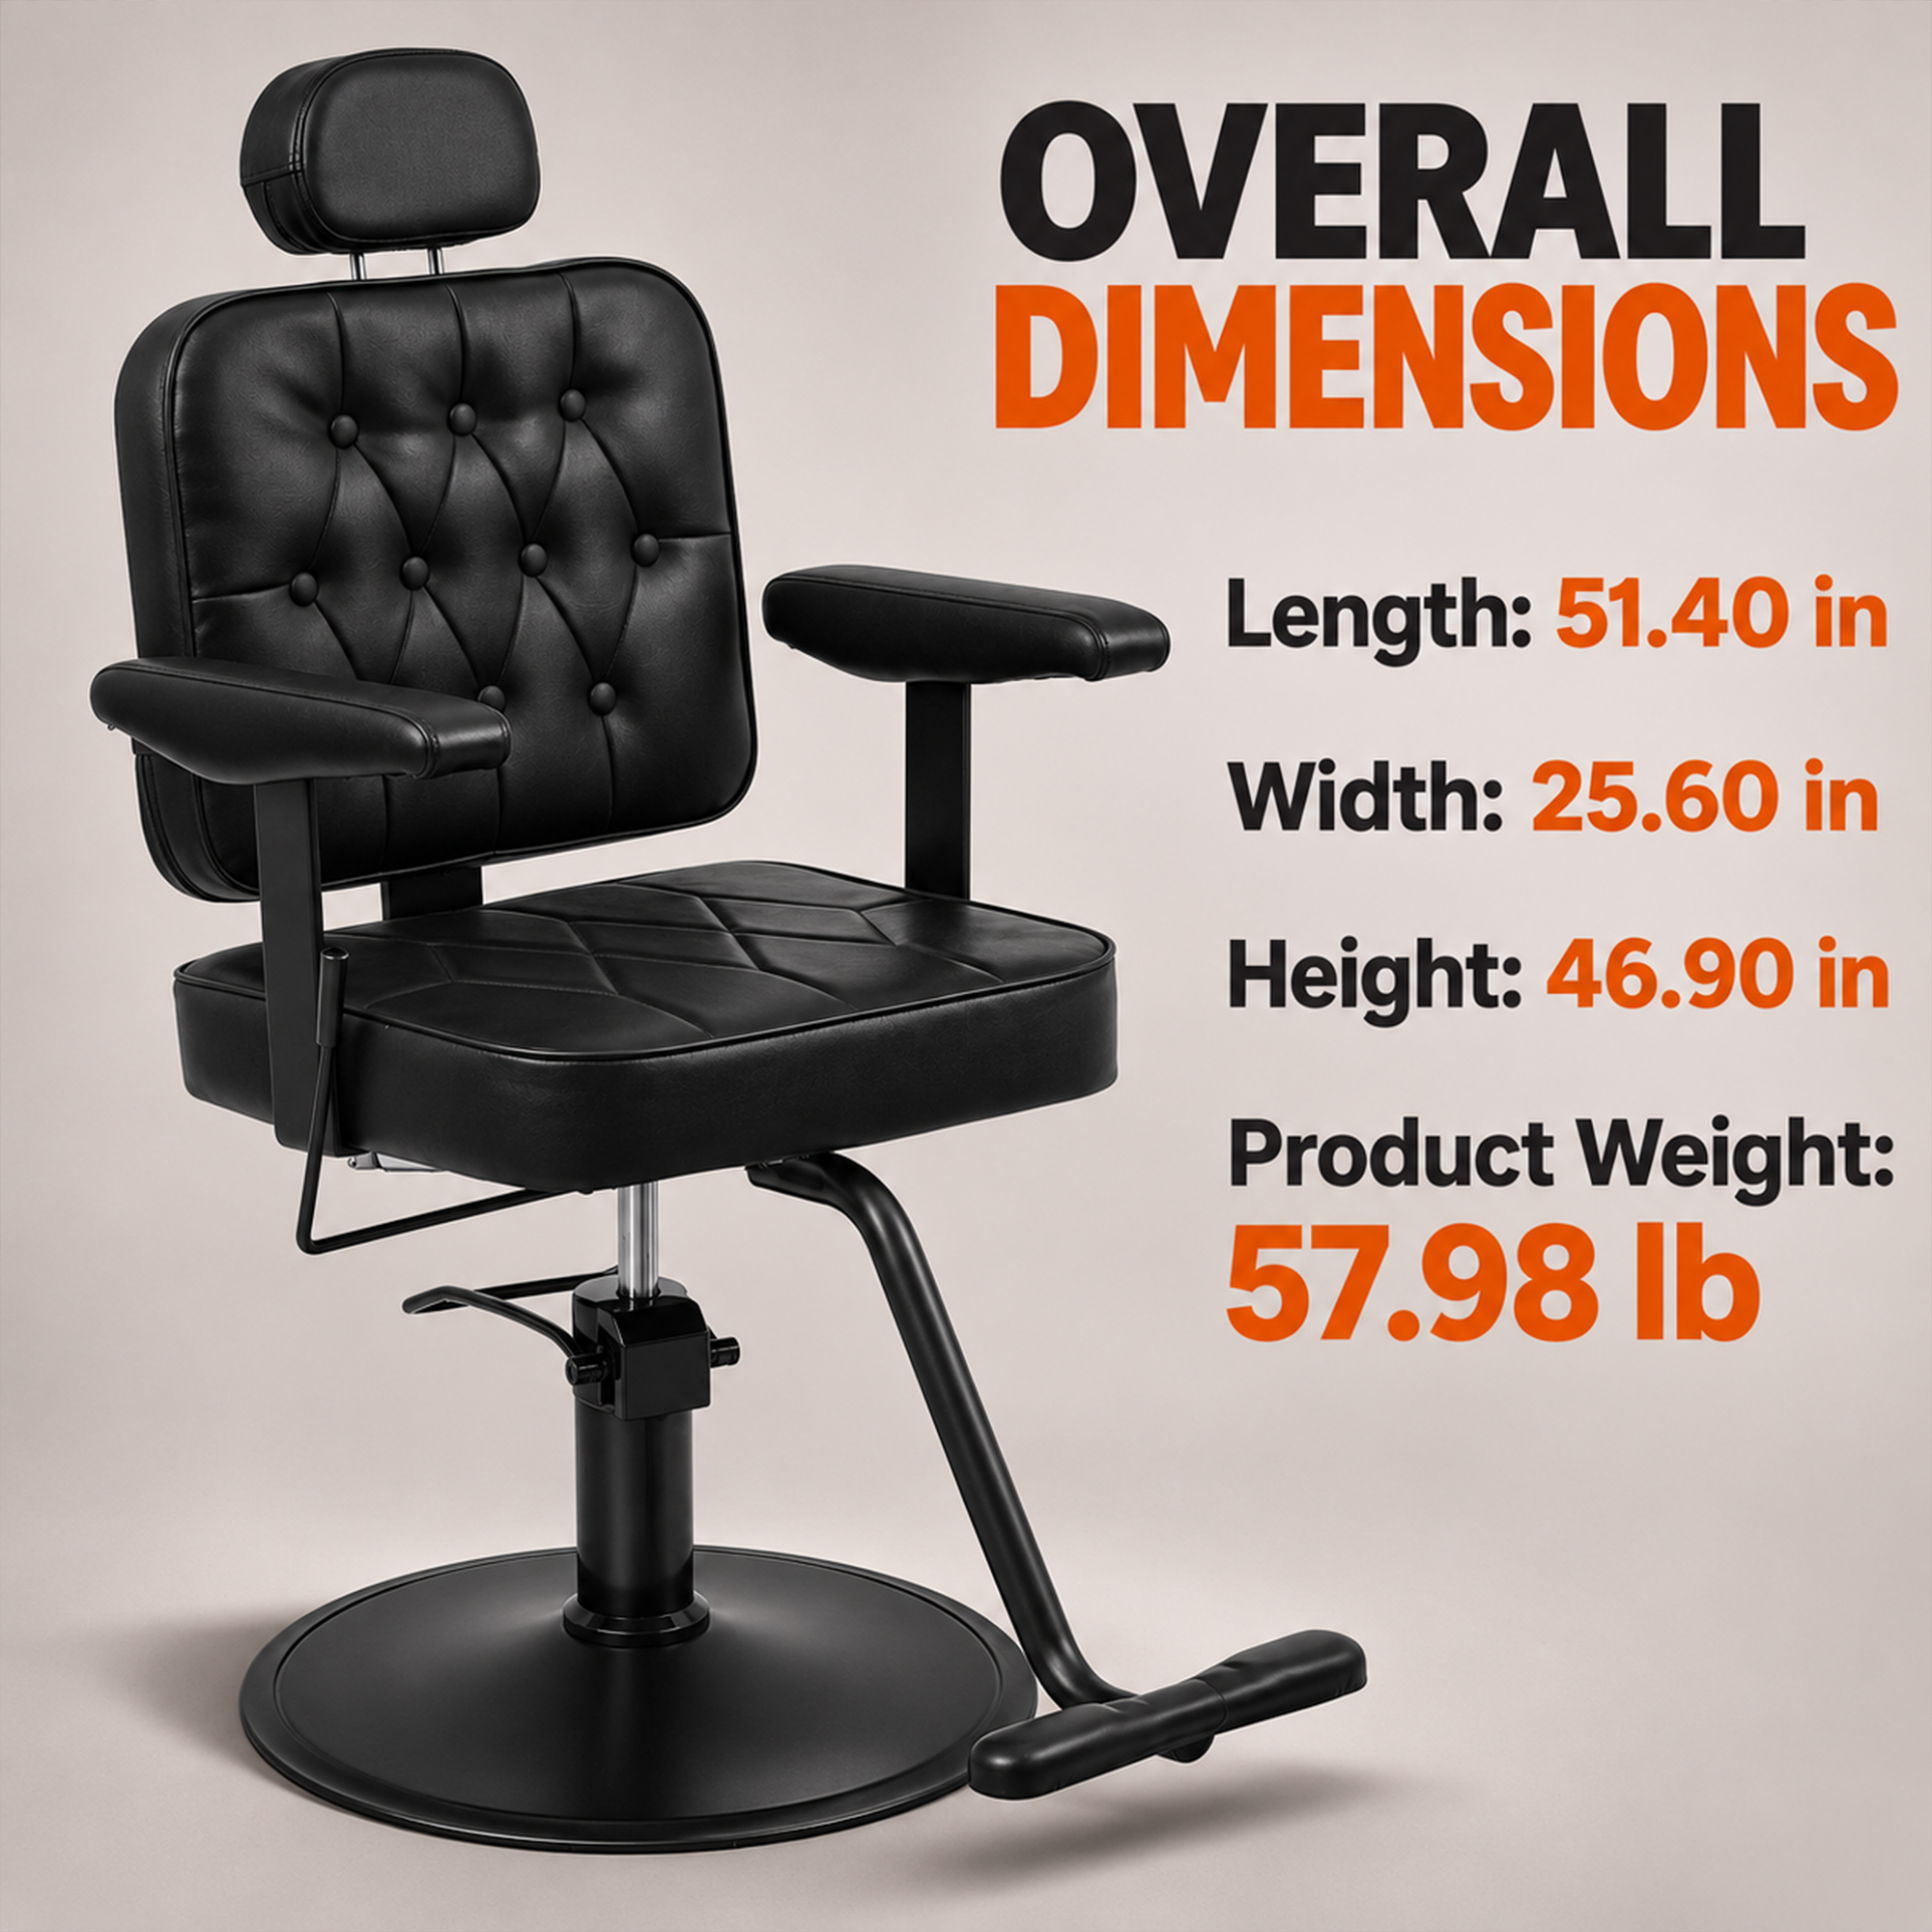 OVERALL
DIMENSIONS
Length: 51.40 in
Width: 25.60 in
Height: 46.90 in
Product Weight:
57.98 lb